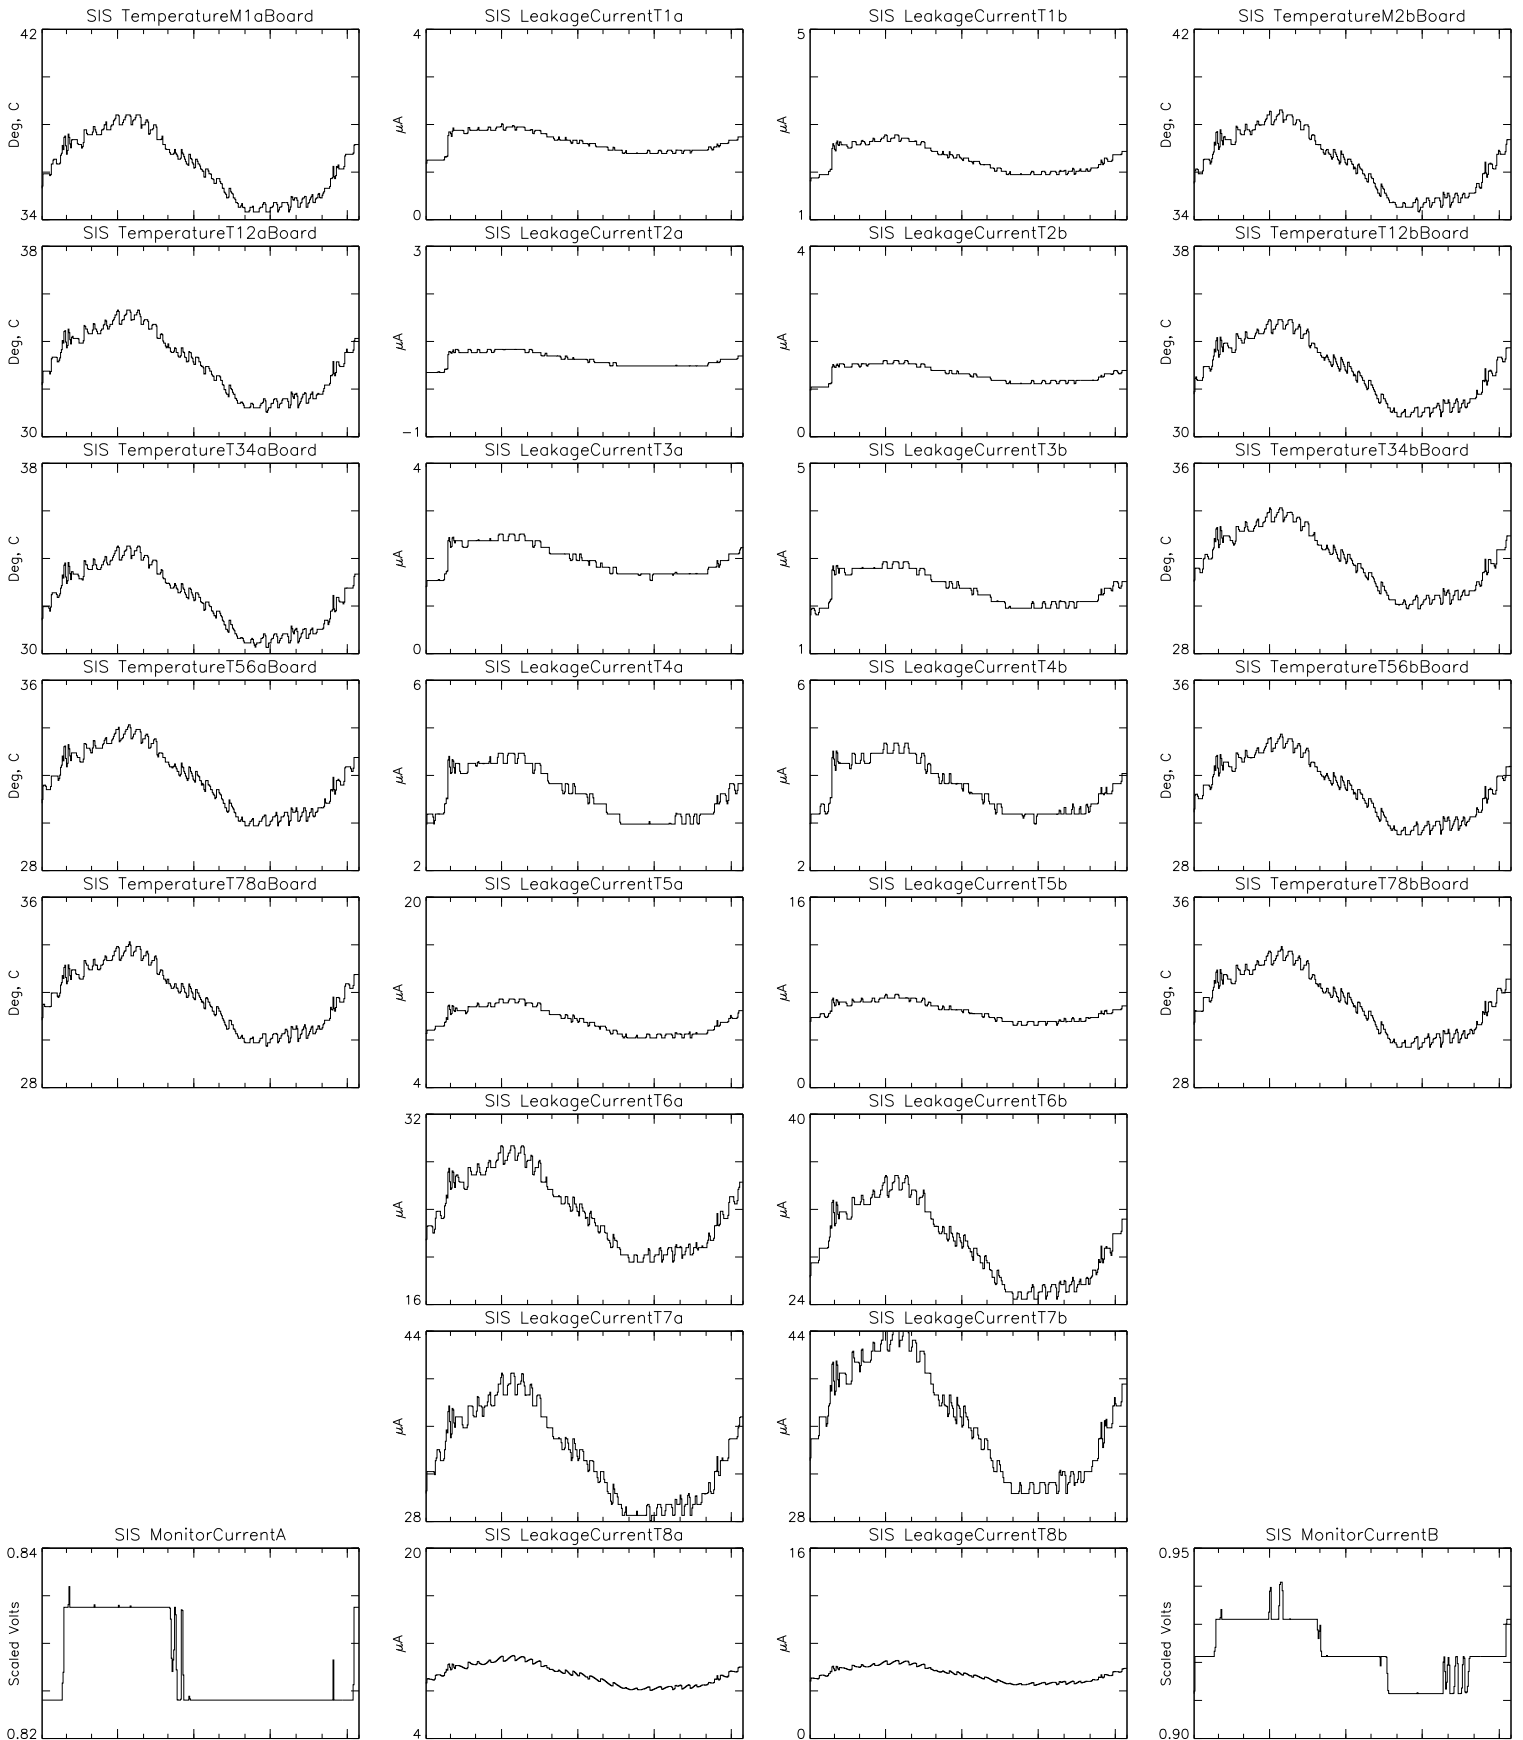 SIS TemperatureM1aBoard
42
Deg, C
34
SIS LeakageCurrentT1a
4
μA
0
SIS LeakageCurrentT1b
5
μA
1
SIS TemperatureM2bBoard
42
Deg, C
34
SIS TemperatureT12aBoard
38
Deg, C
30
SIS LeakageCurrentT2a
3
μA
-1
SIS LeakageCurrentT2b
4
μA
0
SIS TemperatureT12bBoard
38
Deg, C
30
SIS TemperatureT34aBoard
38
Deg, C
30
SIS LeakageCurrentT3a
4
μA
0
SIS LeakageCurrentT3b
5
μA
1
SIS TemperatureT34bBoard
36
Deg, C
28
SIS TemperatureT56aBoard
36
Deg, C
28
SIS LeakageCurrentT4a
6
μA
2
SIS LeakageCurrentT4b
6
μA
2
SIS TemperatureT56bBoard
36
Deg, C
28
SIS TemperatureT78aBoard
36
Deg, C
28
SIS LeakageCurrentT5a
20
μA
4
SIS LeakageCurrentT5b
16
μA
0
SIS TemperatureT78bBoard
36
Deg, C
28
SIS LeakageCurrentT6a
32
μA
16
SIS LeakageCurrentT6b
40
μA
24
SIS LeakageCurrentT7a
44
μA
28
SIS LeakageCurrentT7b
44
μA
28
SIS MonitorCurrentA
0.84
Scaled Volts
0.82
SIS LeakageCurrentT8a
20
μA
4
SIS LeakageCurrentT8b
16
μA
0
SIS MonitorCurrentB
0.95
Scaled Volts
0.90